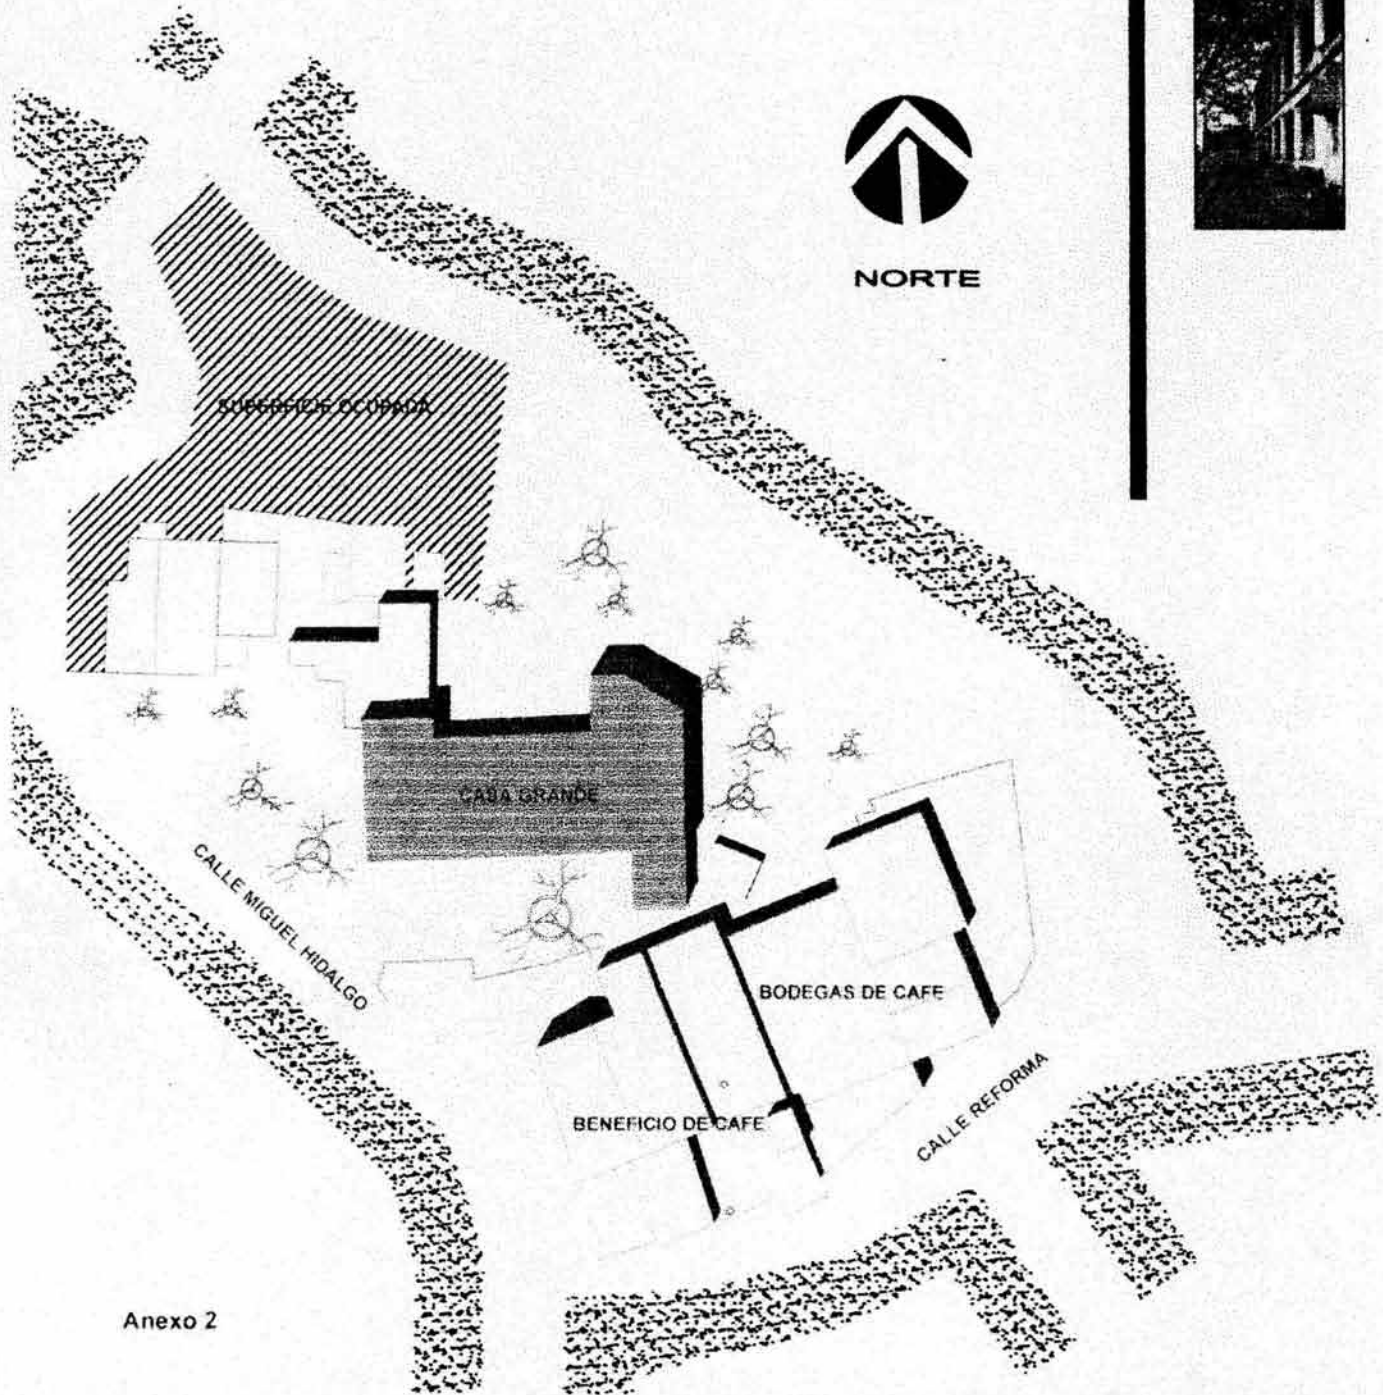 NORTE
SUPERFICIE OCUPADA
CASA GRANDE
CALLE MIGUEL HIDALGO
BODEGAS DE CAFE
BENEFICIO DE CAFE
CALLE REFORMA
Anexo 2